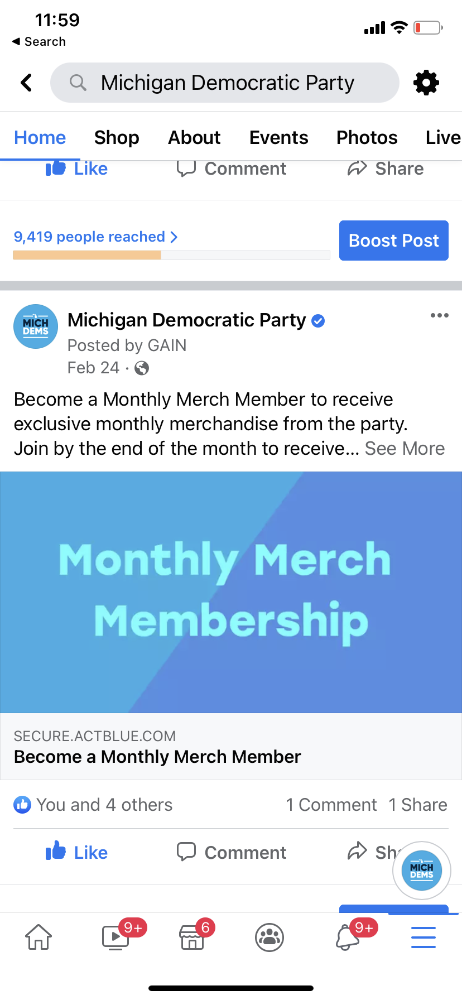 11:59
◀ Search
Michigan Democratic Party
Home Shop About Events Photos Live
Like Comment Share
9,419 people reached >
Boost Post
MICH
DEMS
Michigan Democratic Party
Posted by GAIN
Feb 24 ·
Become a Monthly Merch Member to receive
exclusive monthly merchandise from the party.
Join by the end of the month to receive... See More
Monthly Merch
Membership
SECURE.ACTBLUE.COM
Become a Monthly Merch Member
You and 4 others 1 Comment 1 Share
Like Comment Sh
MICH
DEMS
9+ 6 9+